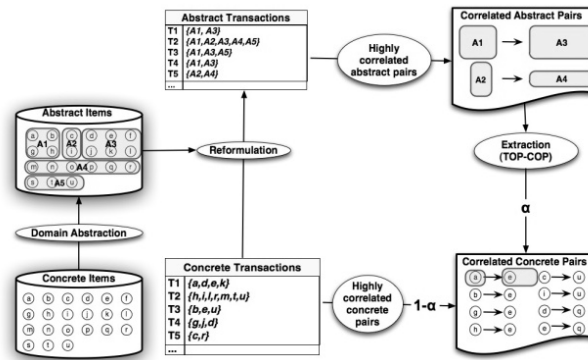 Abstract Transactions
T1 {A1, A3}
T2 {A1,A2,A3,A4,A5}
T3 {A1,A3,A5}
T4 {A1,A3}
T5 {A2,A4}
...
Highly correlated abstract pairs
Correlated Abstract Pairs
A1 A3
A2 A4
Abstract Items
a b c d e f
A1 A2 A3
g h i j k l
m n o p q r
A4
s t u
A5
Reformulation
Extraction
(TOP-COP)
α
Domain Abstraction
Concrete Items
a b c d e f
g h i j k l
m n o p q r
s t u
Concrete Transactions
T1 {a,d,e,k}
T2 {h,i,l,r,m,t,u}
T3 {b,e,u}
T4 {g,j,d}
T5 {c,r}
...
Highly
correlated
concrete
pairs
1-α
Correlated Concrete Pairs
a e c u
b e i u
g e d q
h e e q